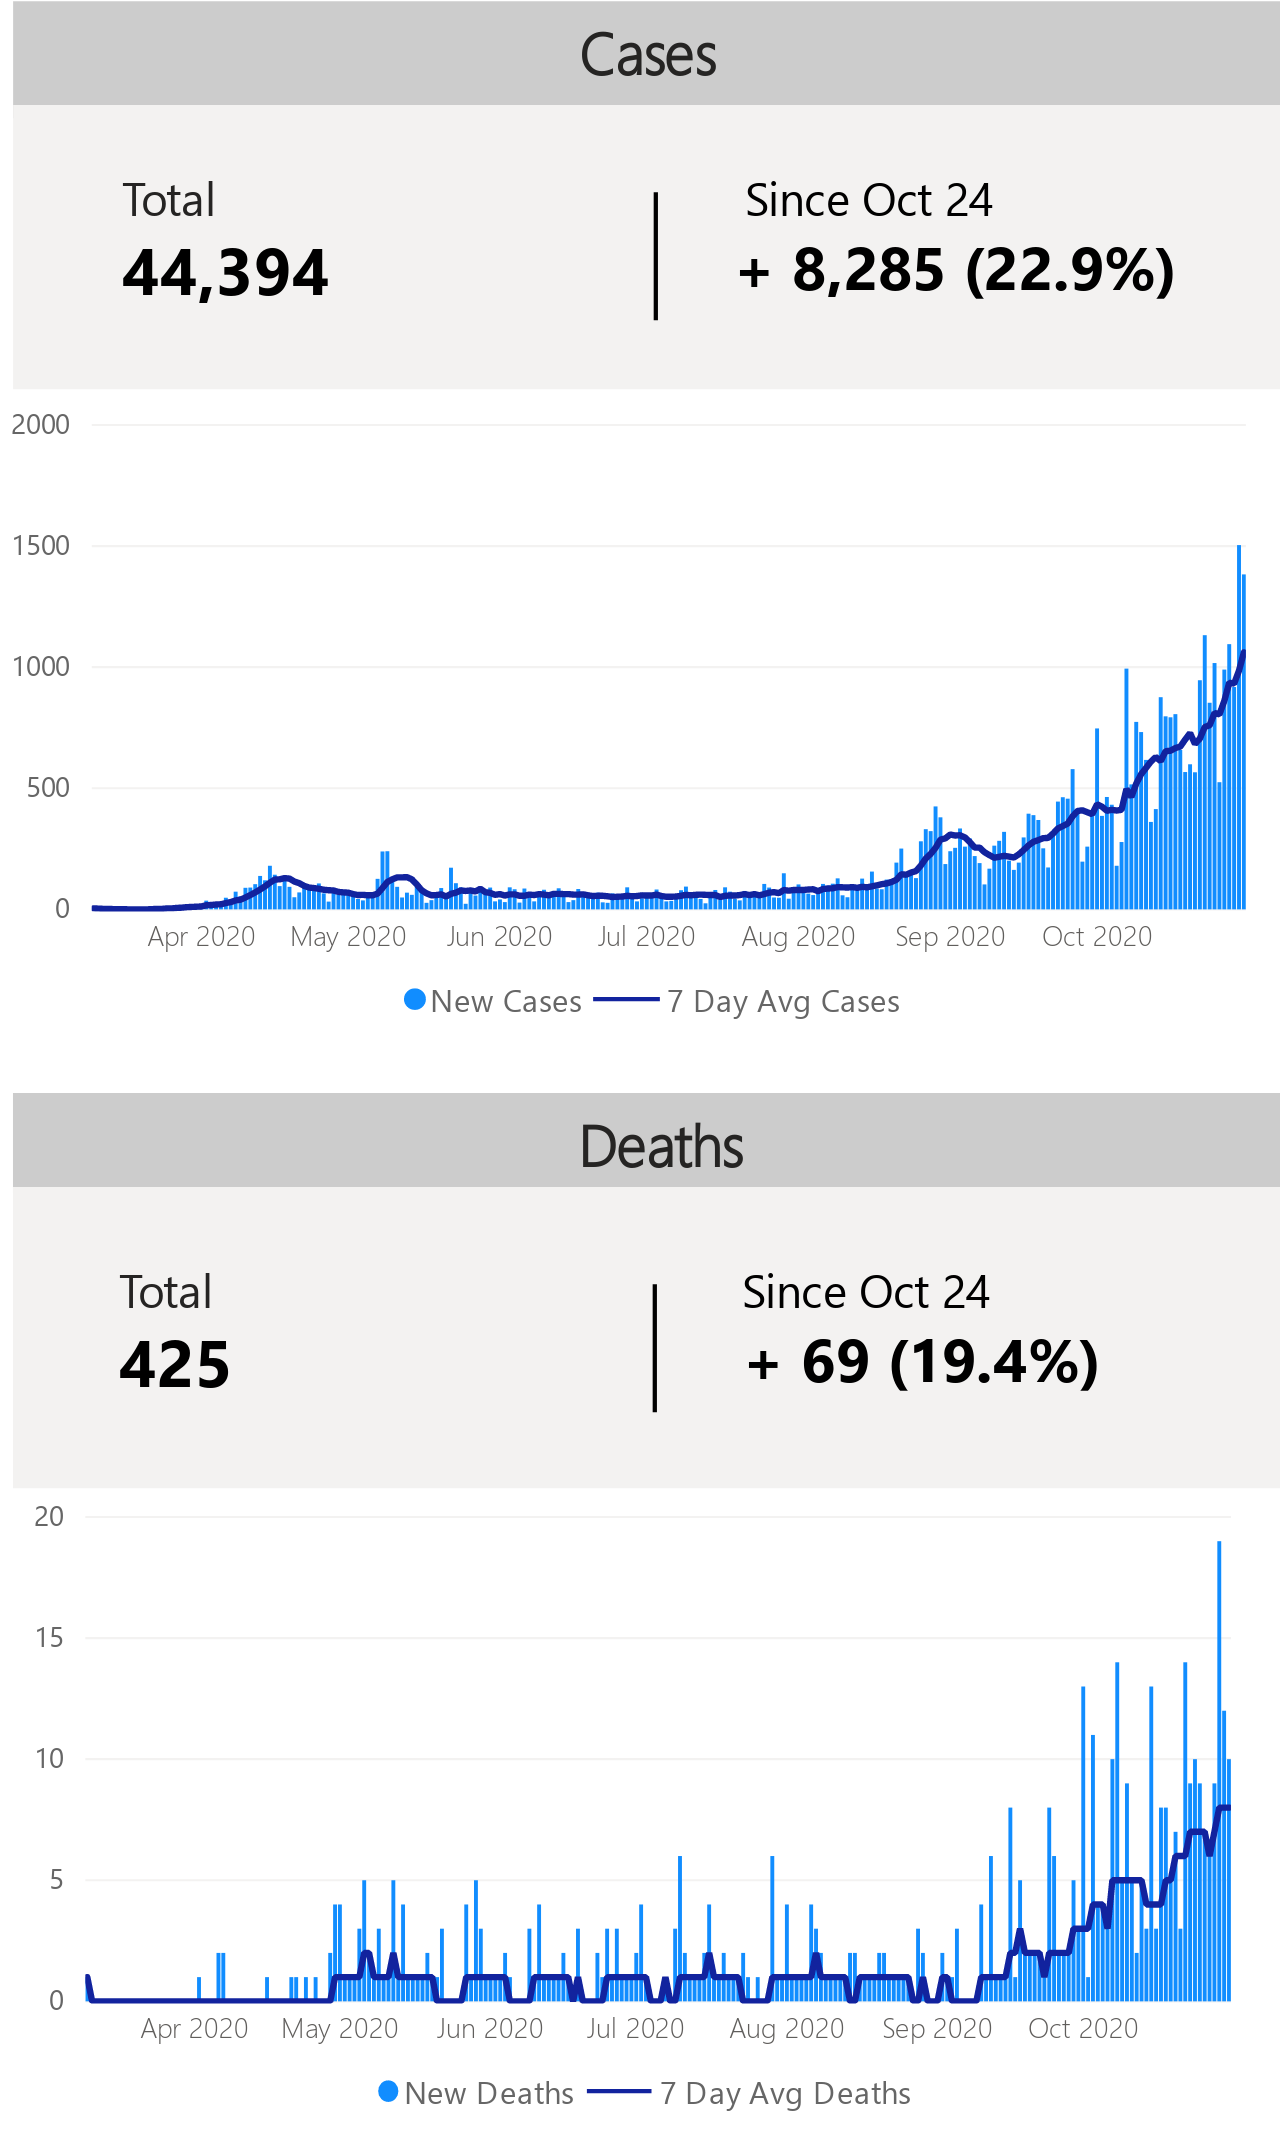 Cases
Total
Since Oct 24
44,394
+ 8,285 (22.9%)
2000
1500
1000
500
0
Apr 2020 May 2020 Jun 2020 Jul 2020 Aug 2020 Sep 2020 Oct 2020
New Cases 7 Day Avg Cases
Deaths
Total
Since Oct 24
425
+ 69 (19.4%)
20
15
10
5
0
Apr 2020 May 2020 Jun 2020 Jul 2020 Aug 2020 Sep 2020 Oct 2020
New Deaths 7 Day Avg Deaths